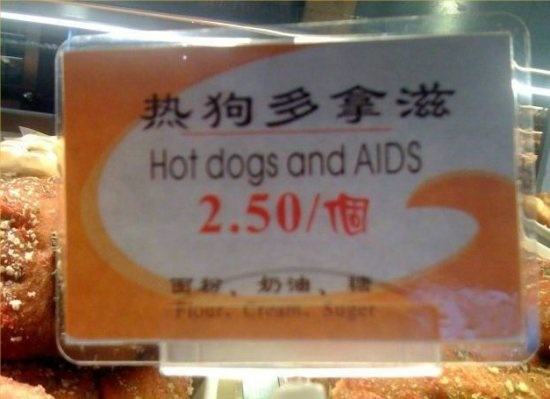 热狗多拿滋
Hot dogs and AIDS
2.50/個
面粉、奶油、糖
Flour、Cream、Suger